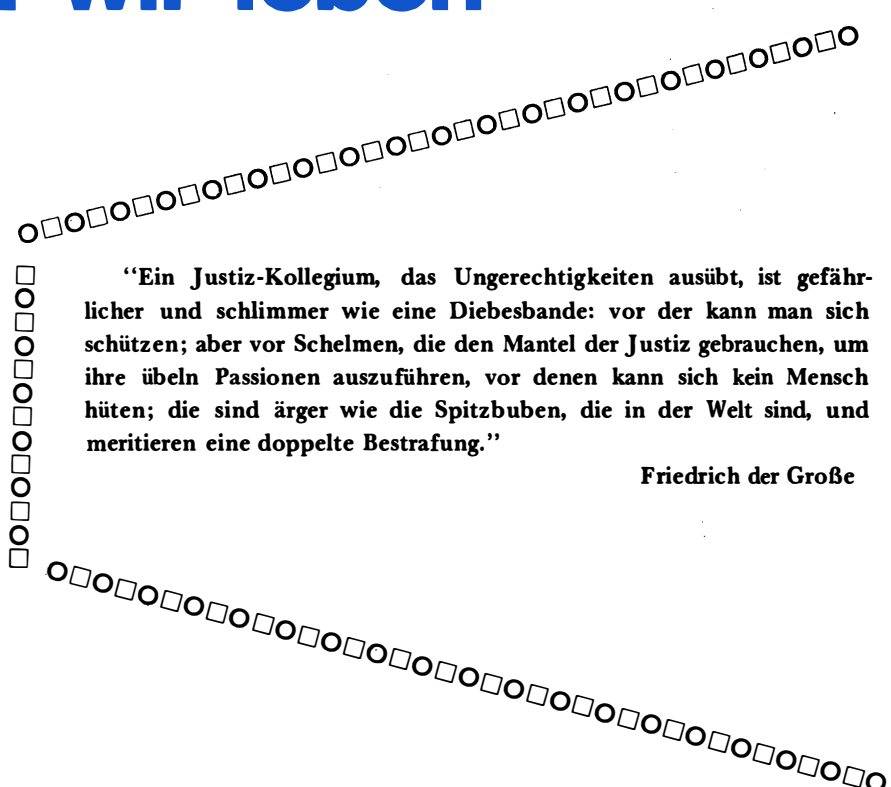 wir leben
“Ein Justiz-Kollegium, das Ungerechtigkeiten ausübt, ist gefähr-
licher und schlimmer wie eine Diebesbande: vor der kann man sich
schützen; aber vor Schelmen, die den Mantel der Justiz gebrauchen, um
ihre übeln Passionen auszuführen, vor denen kann sich kein Mensch
hüten; die sind ärger wie die Spitzbuben, die in der Welt sind, und
meritieren eine doppelte Bestrafung.”
Friedrich der Große